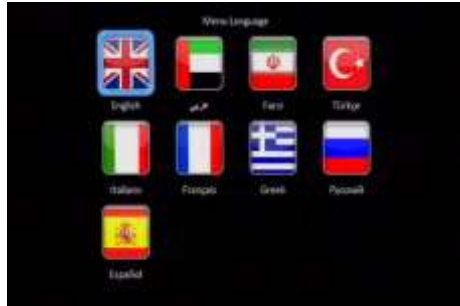 Menu Language
English
عربي
Farsi
Türkçe
Italiano
Français
Greek
Русский
Español